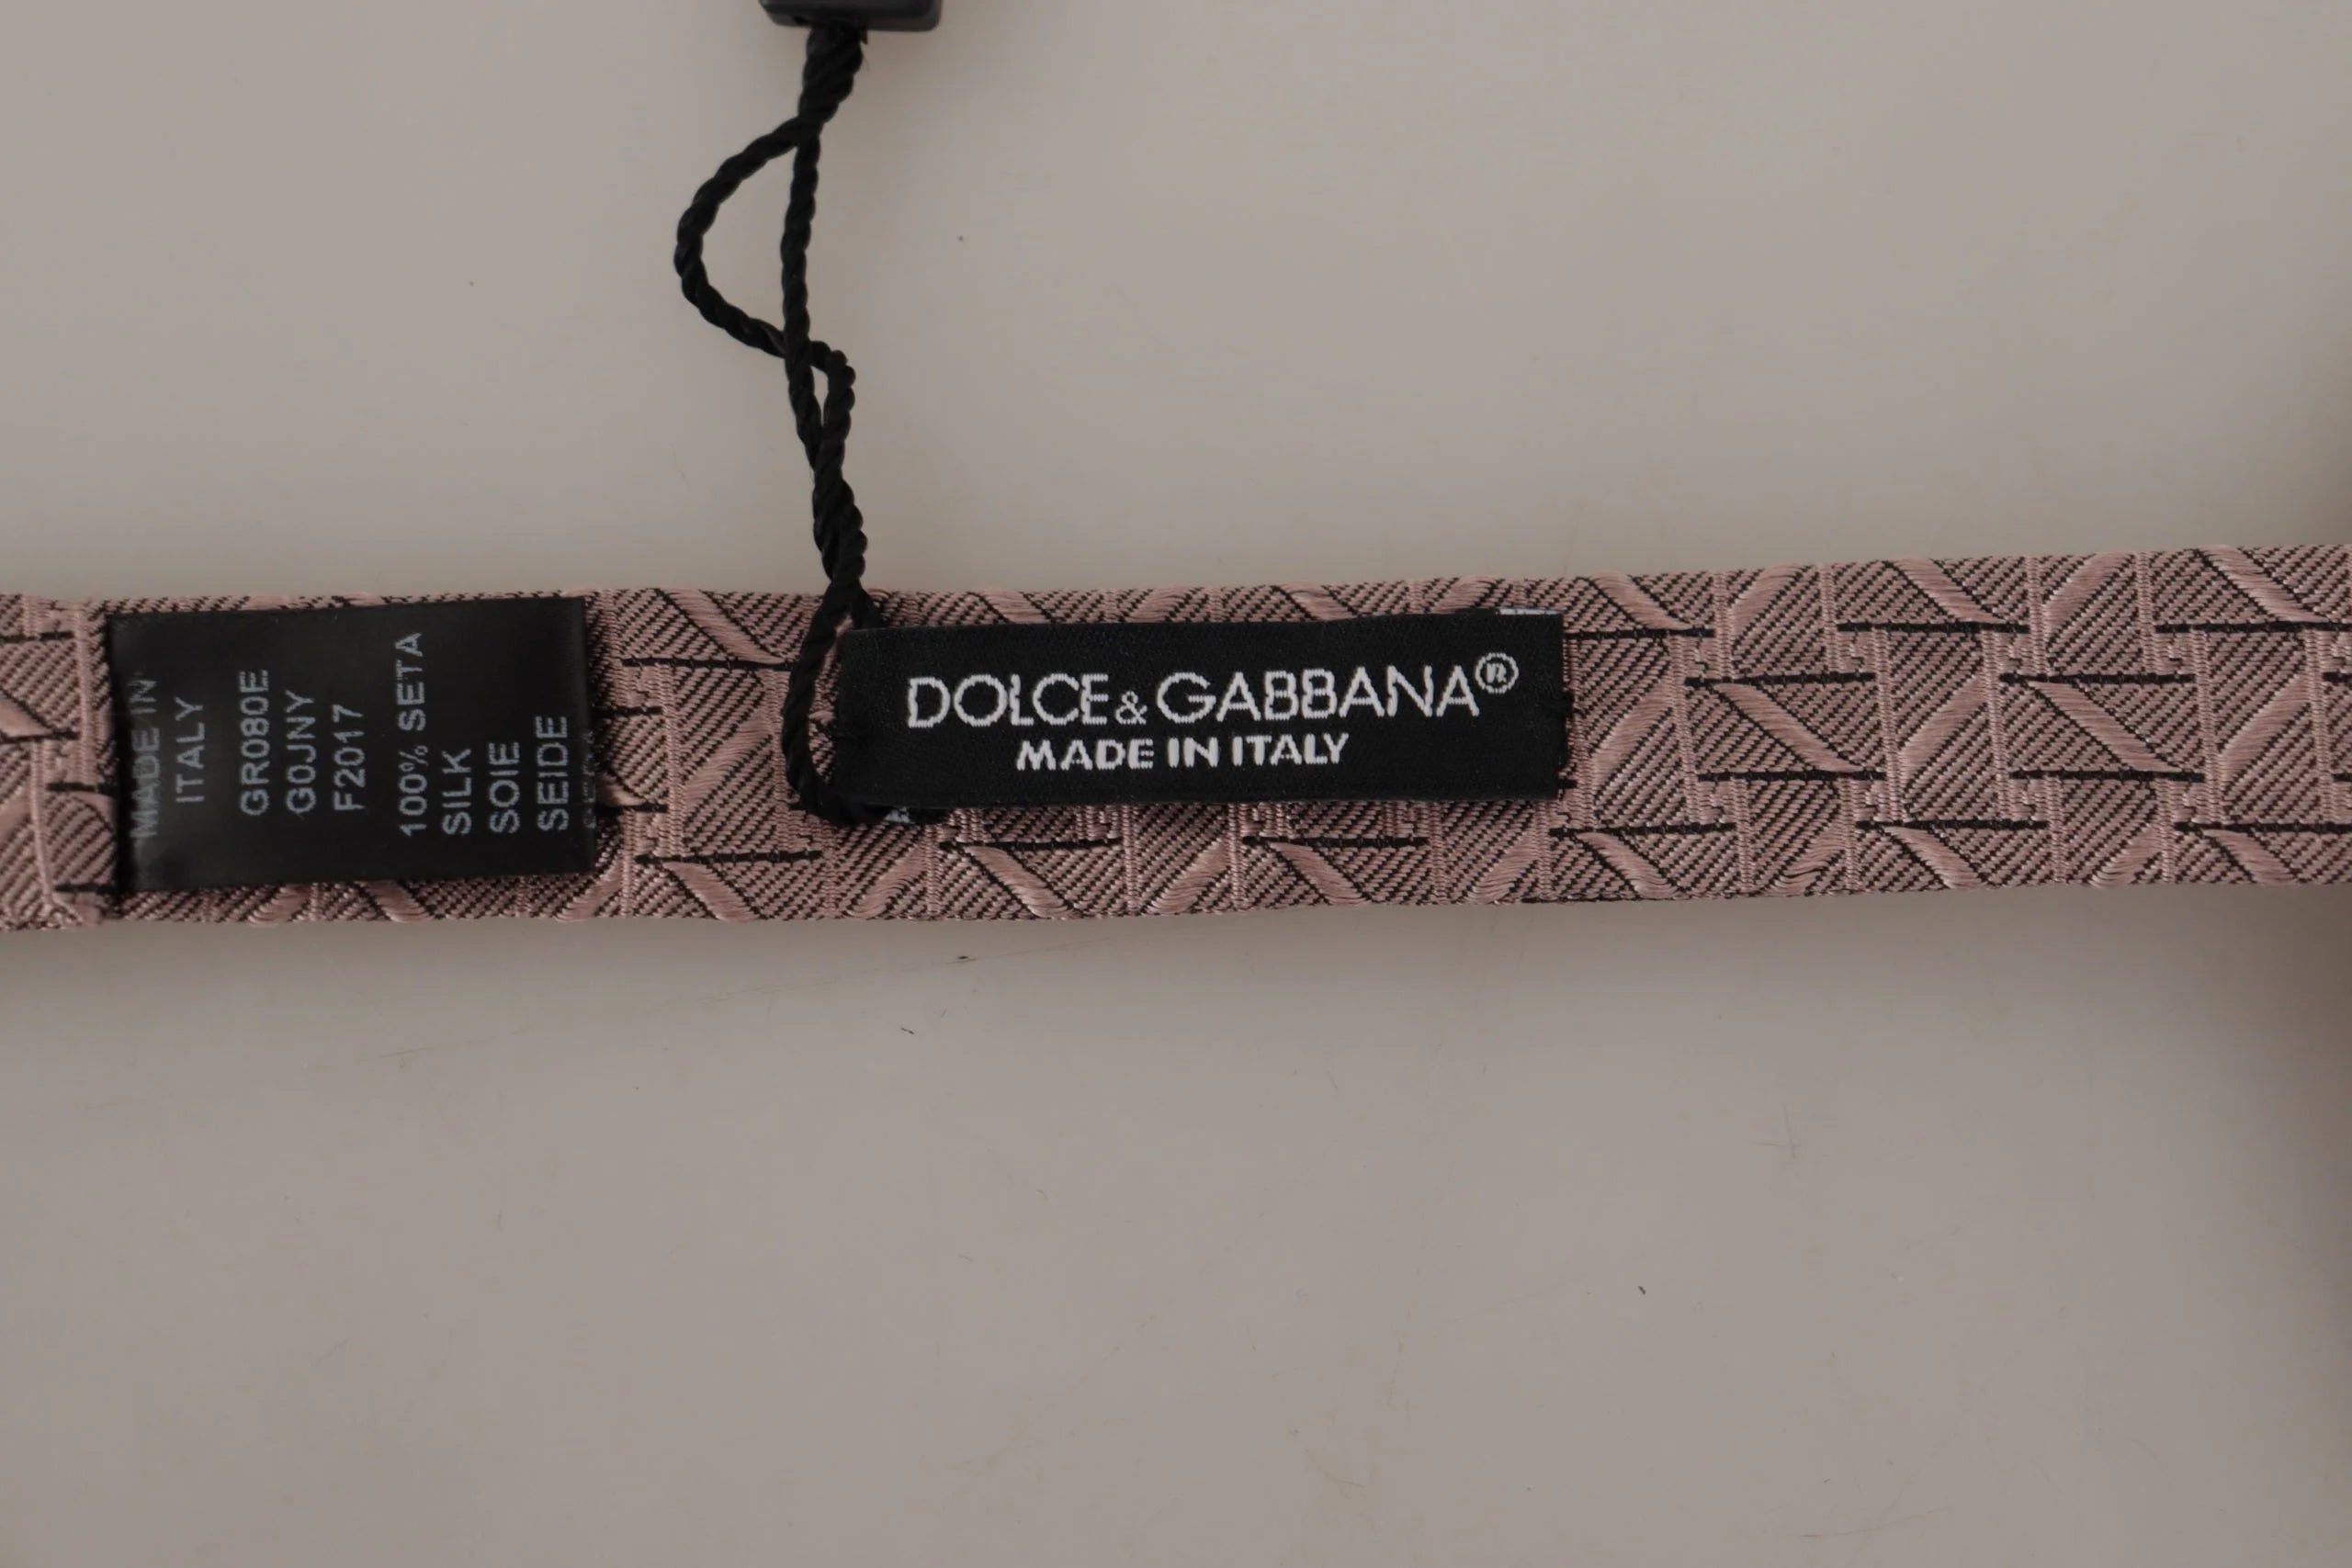 MADE IN
ITALY
GR080E
G0JNY
F2017
100% SETA
SILK
SOIE
SEIDE
DOLCE&GABBANA®
MADE IN ITALY